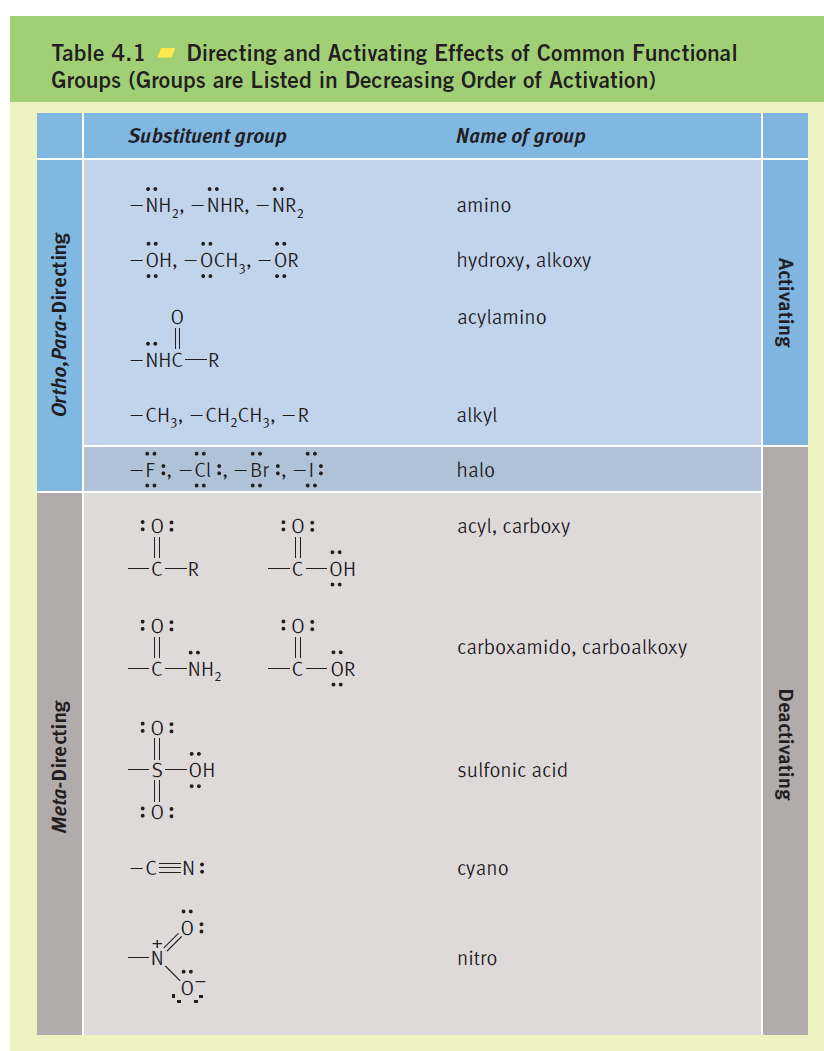 Table 4.1 Directing and Activating Effects of Common Functional
Groups (Groups are Listed in Decreasing Order of Activation)
Substituent group Name of group
Ortho,Para-Directing
Activating
–NH₂, –NHR, –NR₂ amino
–OH, –OCH₃, –OR hydroxy, alkoxy
O
–NHC—R acylamino
–CH₃, –CH₂CH₃, –R alkyl
–F:, –Cl:, –Br:, –I: halo
Meta-Directing
Deactivating
:O: :O: acyl, carboxy
—C—R —C—OH
:O: :O:
carboxamido, carboalkoxy
—C—NH₂ —C—OR
:O:
—S—OH sulfonic acid
:O:
–C≡N: cyano
O:
+
—N nitro
O−